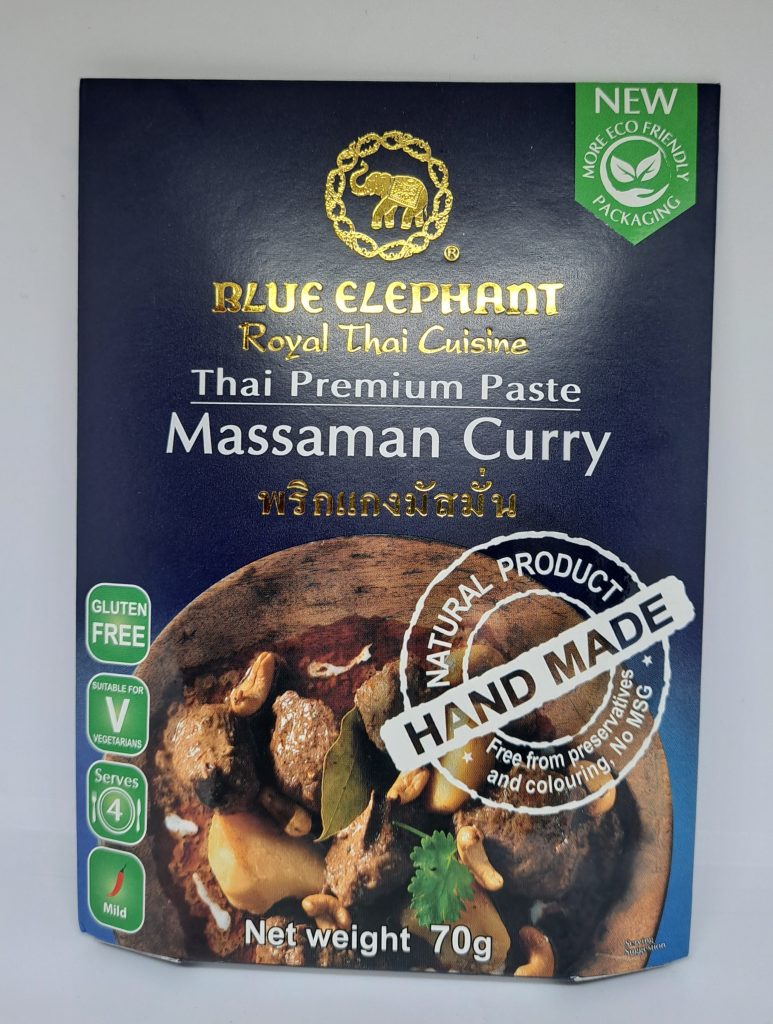 NEW
MORE ECO FRIENDLY
PACKAGING
®
BLUE ELEPHANT
Royal Thai Cuisine
Thai Premium Paste
Massaman Curry
พริกแกงมัสมั่น
NATURAL PRODUCT
HAND MADE
Free from preservatives
and colouring, No MSG
GLUTEN
FREE
SUITABLE FOR
V
VEGETARIANS
Serves
4
Mild
Net weight 70g
Serving
Suggestion